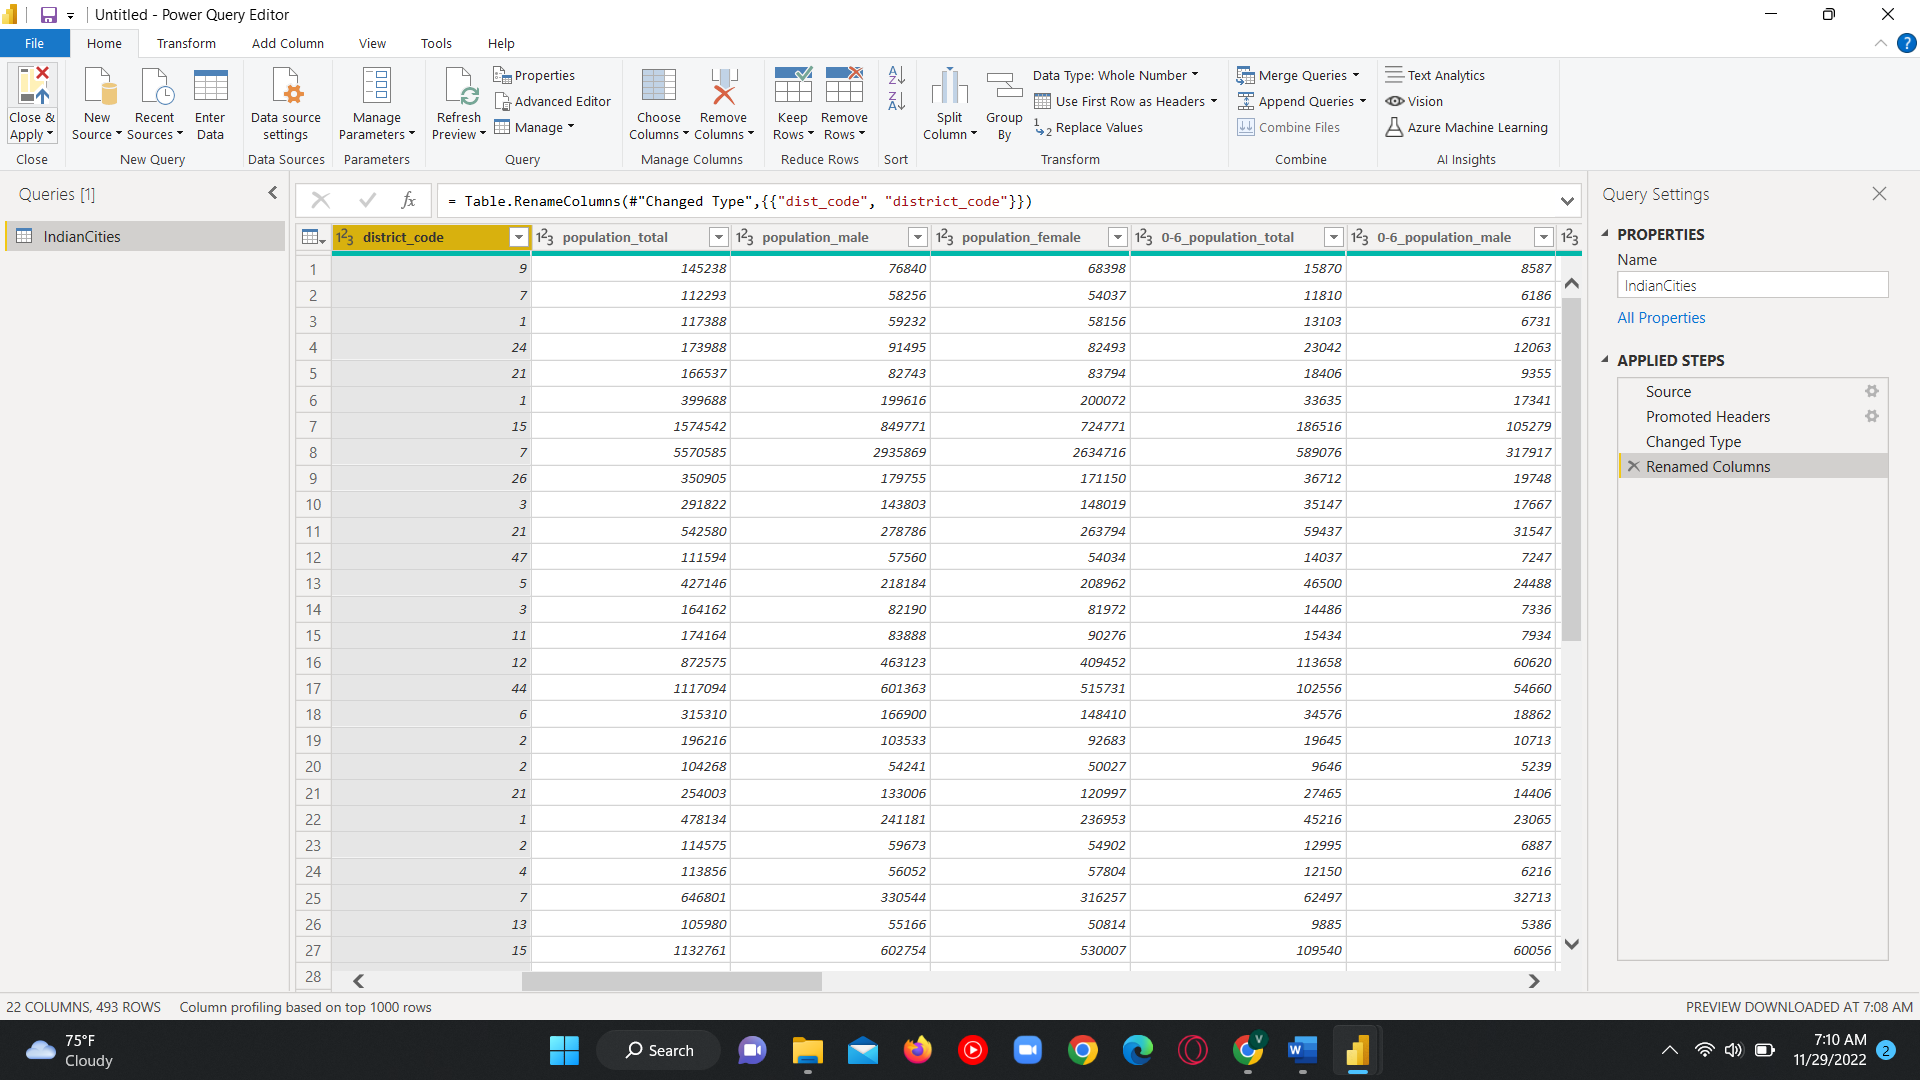 Untitled - Power Query Editor
File Home Transform Add Column View Tools Help
Close & Apply
New Source
Recent Sources
Enter Data
Data source settings
Manage Parameters
Refresh Preview
Properties
Advanced Editor
Manage
Choose Columns
Remove Columns
Keep Rows
Remove Rows
Split Column
Group By
Data Type: Whole Number
Use First Row as Headers
Replace Values
Merge Queries
Append Queries
Combine Files
Text Analytics
Vision
Azure Machine Learning
Close New Query Data Sources Parameters Query Manage Columns Reduce Rows Sort Transform Combine AI Insights
Queries [1]
IndianCities
= Table.RenameColumns(#"Changed Type",{{"dist_code", "district_code"}})
district_code population_total population_male population_female 0-6_population_total 0-6_population_male
1 9 145238 76840 68398 15870 8587
2 7 112293 58256 54037 11810 6186
3 1 117388 59232 58156 13103 6731
4 24 173988 91495 82493 23042 12063
5 21 166537 82743 83794 18406 9355
6 1 399688 199616 200072 33635 17341
7 15 1574542 849771 724771 186516 105279
8 7 5570585 2935869 2634716 589076 317917
9 26 350905 179755 171150 36712 19748
10 3 291822 143803 148019 35147 17667
11 21 542580 278786 263794 59437 31547
12 47 111594 57560 54034 14037 7247
13 5 427146 218184 208962 46500 24488
14 3 164162 82190 81972 14486 7336
15 11 174164 83888 90276 15434 7934
16 12 872575 463123 409452 113658 60620
17 44 1117094 601363 515731 102556 54660
18 6 315310 166900 148410 34576 18862
19 2 196216 103533 92683 19645 10713
20 2 104268 54241 50027 9646 5239
21 21 254003 133006 120997 27465 14406
22 1 478134 241181 236953 45216 23065
23 2 114575 59673 54902 12995 6887
24 4 113856 56052 57804 12150 6216
25 7 646801 330544 316257 62497 32713
26 13 105980 55166 50814 9885 5386
27 15 1132761 602754 530007 109540 60056
28
Query Settings
PROPERTIES
Name
IndianCities
All Properties
APPLIED STEPS
Source
Promoted Headers
Changed Type
Renamed Columns
22 COLUMNS, 493 ROWS Column profiling based on top 1000 rows PREVIEW DOWNLOADED AT 7:08 AM
75°F
Cloudy
Search
7:10 AM
11/29/2022
2